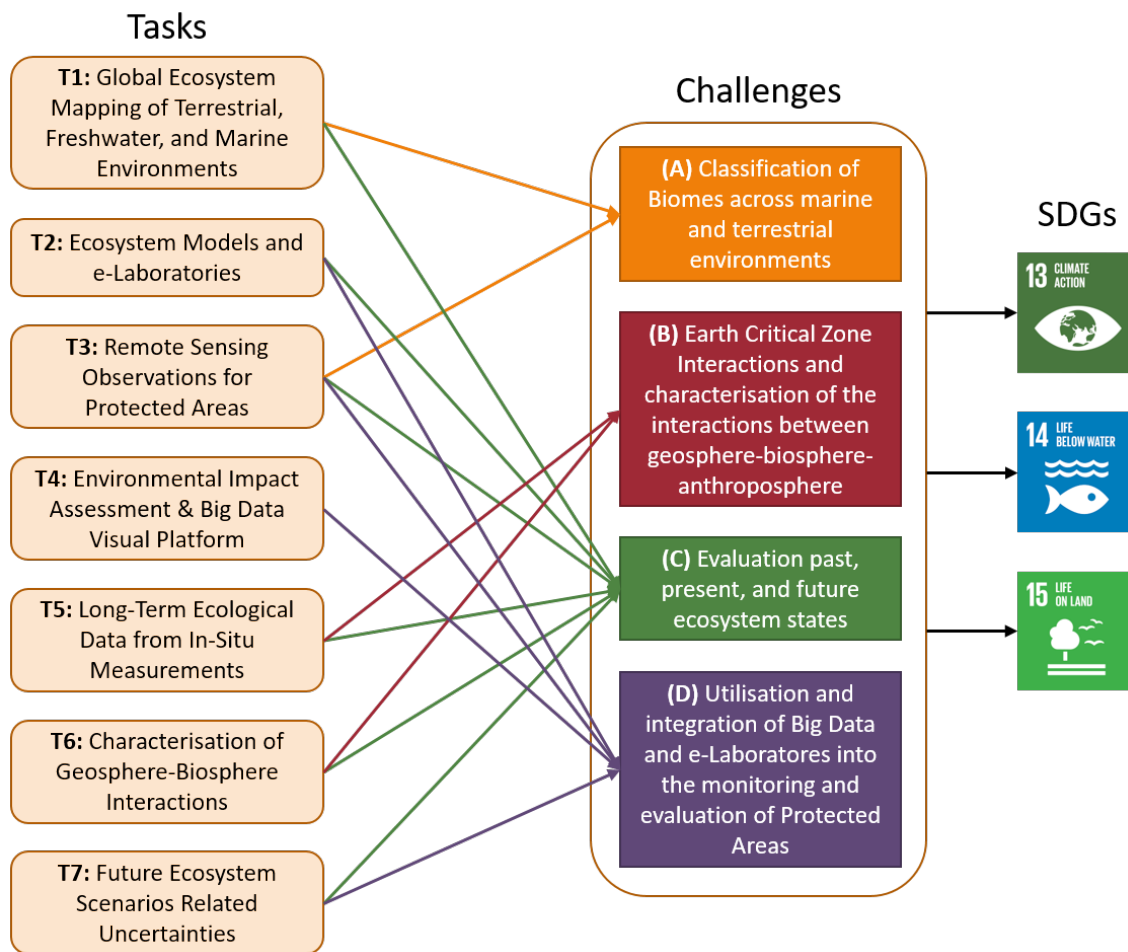 Tasks
T1: Global Ecosystem
Mapping of Terrestrial,
Freshwater, and Marine
Environments
T2: Ecosystem Models and
e-Laboratories
T3: Remote Sensing
Observations for
Protected Areas
T4: Environmental Impact
Assessment & Big Data
Visual Platform
T5: Long-Term Ecological
Data from In-Situ
Measurements
T6: Characterisation of
Geosphere-Biosphere
Interactions
T7: Future Ecosystem
Scenarios Related
Uncertainties
Challenges
(A) Classification of
Biomes across marine
and terrestrial
environments
(B) Earth Critical Zone
Interactions and
characterisation of the
interactions between
geosphere-biosphere-
anthroposphere
(C) Evaluation past,
present, and future
ecosystem states
(D) Utilisation and
integration of Big Data
and e-Laboratores into
the monitoring and
evaluation of Protected
Areas
SDGs
13 CLIMATE
ACTION
14 LIFE
BELOW WATER
15 LIFE
ON LAND